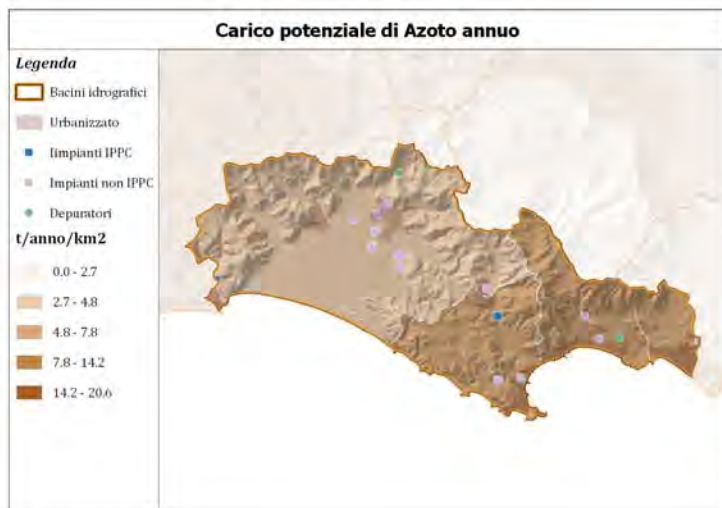 Carico potenziale di Azoto annuo
Legenda
Bacini idrografici
Urbanizzato
Iimpianti IPPC
Impianti non IPPC
Depuratori
t/anno/km2
0.0 - 2.7
2.7 - 4.8
4.8 - 7.8
7.8 - 14.2
14.2 - 20.6